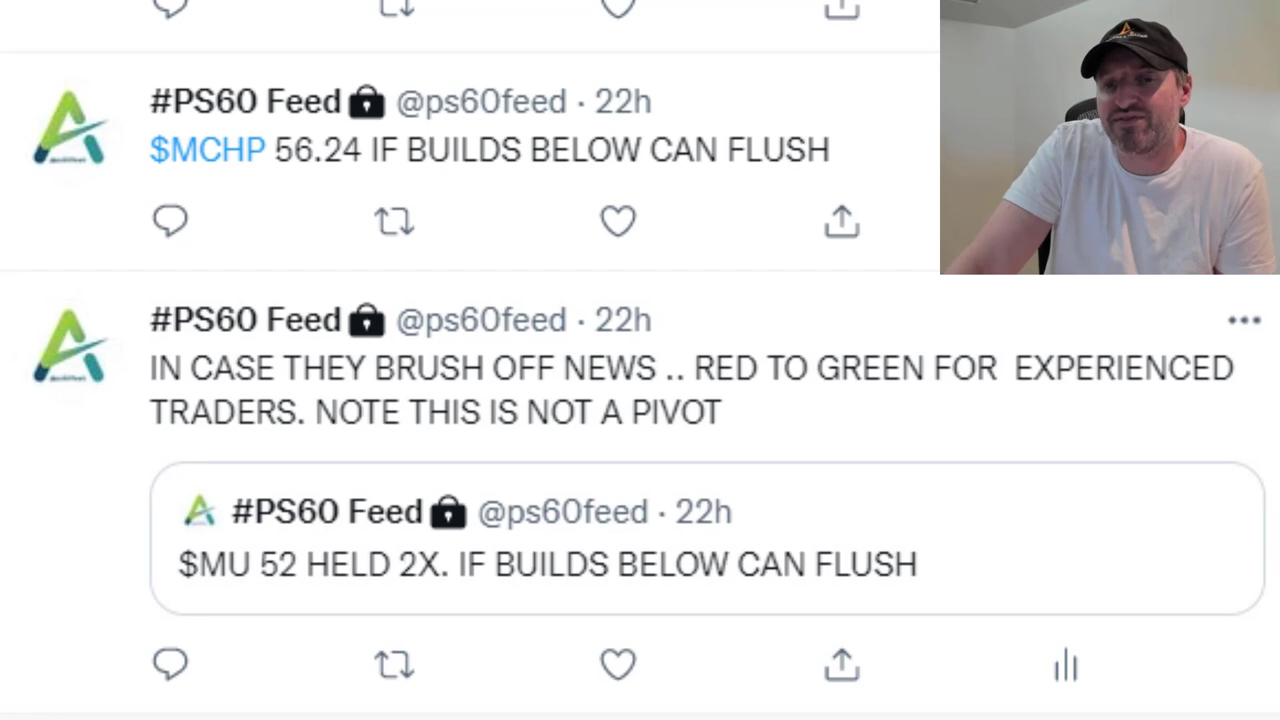 #PS60 Feed @ps60feed · 22h
$MCHP 56.24 IF BUILDS BELOW CAN FLUSH
#PS60 Feed @ps60feed · 22h
IN CASE THEY BRUSH OFF NEWS .. RED TO GREEN FOR EXPERIENCED
TRADERS. NOTE THIS IS NOT A PIVOT
#PS60 Feed @ps60feed · 22h
$MU 52 HELD 2X. IF BUILDS BELOW CAN FLUSH